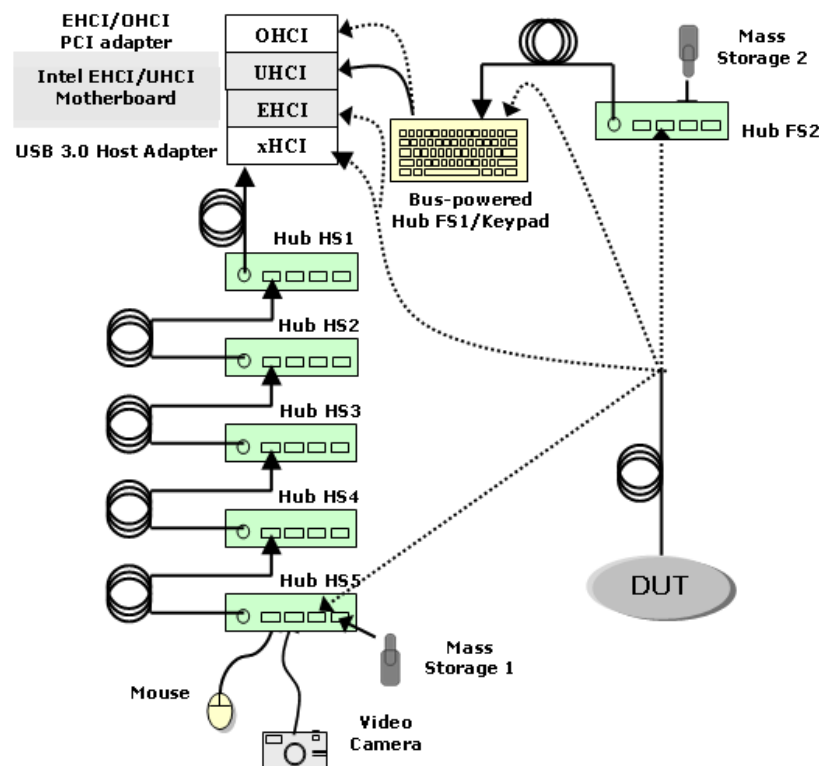 EHCI/OHCI
PCI adapter
Intel EHCI/UHCI
Motherboard
USB 3.0 Host Adapter
OHCI
UHCI
EHCI
xHCI
Mass
Storage 2
Hub FS2
Bus-powered
Hub FS1/Keypad
Hub HS1
Hub HS2
Hub HS3
Hub HS4
Hub HS5
DUT
Mass
Storage 1
Mouse
Video
Camera